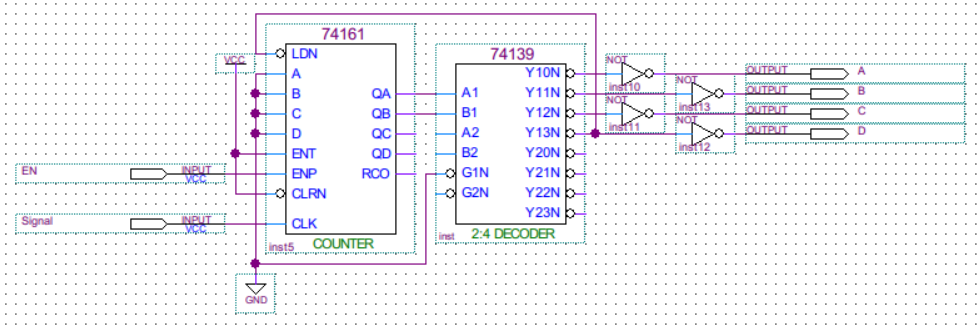 74161
VCC
LDN
A
B
C
D
ENT
ENP
CLRN
CLK
QA
QB
QC
QD
RCO
inst5
COUNTER
74139
A1
B1
A2
B2
G1N
G2N
Y10N
Y11N
Y12N
Y13N
Y20N
Y21N
Y22N
Y23N
inst
2:4 DECODER
NOT
inst10
NOT
inst13
NOT
inst11
NOT
inst12
OUTPUT A
OUTPUT B
OUTPUT C
OUTPUT D
EN INPUT
VCC
Signal INPUT
VCC
GND